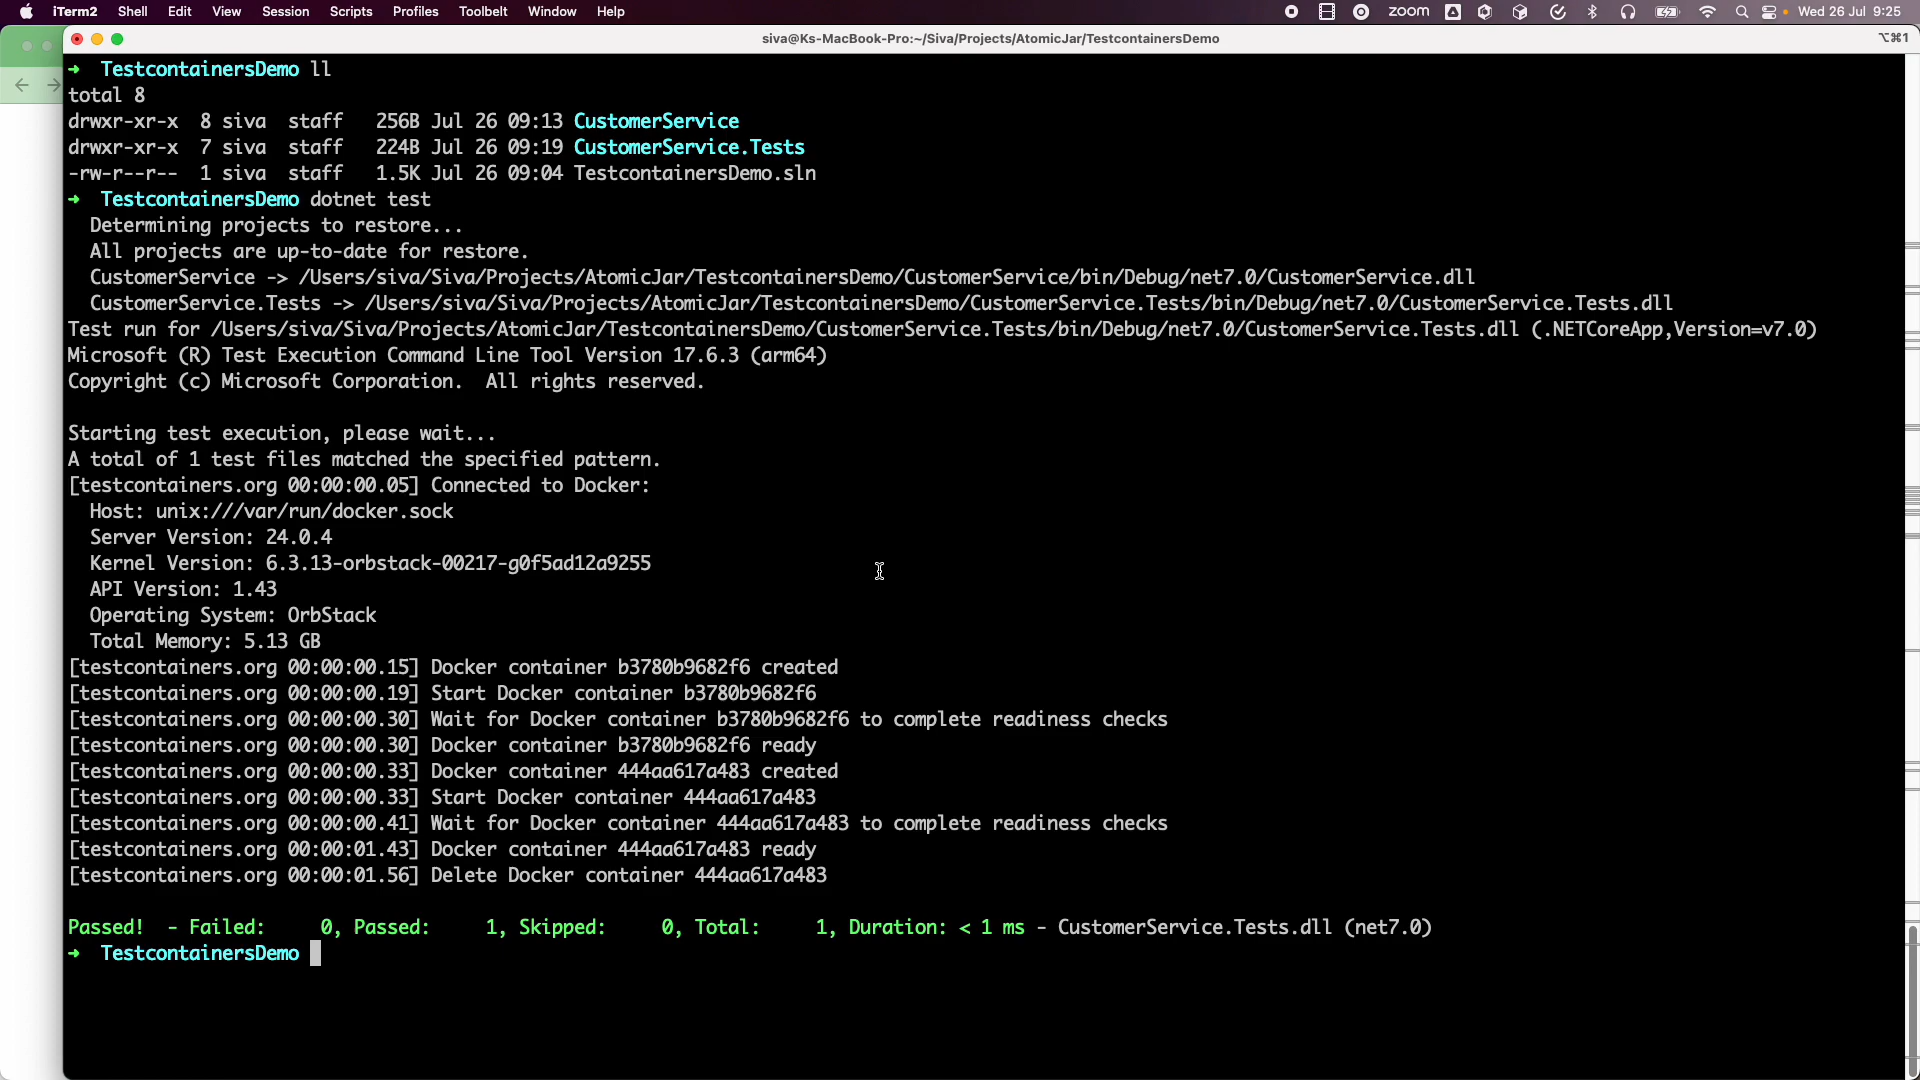 iTerm2 Shell Edit View Session Scripts Profiles Toolbelt Window Help zoom Wed 26 Jul 9:25
siva@Ks-MacBook-Pro:~/Siva/Projects/AtomicJar/TestcontainersDemo ⌥⌘1
➜ TestcontainersDemo ll
total 8
drwxr-xr-x 8 siva staff 256B Jul 26 09:13 CustomerService
drwxr-xr-x 7 siva staff 224B Jul 26 09:19 CustomerService.Tests
-rw-r--r-- 1 siva staff 1.5K Jul 26 09:04 TestcontainersDemo.sln
➜ TestcontainersDemo dotnet test
Determining projects to restore...
All projects are up-to-date for restore.
CustomerService -> /Users/siva/Siva/Projects/AtomicJar/TestcontainersDemo/CustomerService/bin/Debug/net7.0/CustomerService.dll
CustomerService.Tests -> /Users/siva/Siva/Projects/AtomicJar/TestcontainersDemo/CustomerService.Tests/bin/Debug/net7.0/CustomerService.Tests.dll
Test run for /Users/siva/Siva/Projects/AtomicJar/TestcontainersDemo/CustomerService.Tests/bin/Debug/net7.0/CustomerService.Tests.dll (.NETCoreApp,Version=v7.0)
Microsoft (R) Test Execution Command Line Tool Version 17.6.3 (arm64)
Copyright (c) Microsoft Corporation.  All rights reserved.
Starting test execution, please wait...
A total of 1 test files matched the specified pattern.
[testcontainers.org 00:00:00.05] Connected to Docker:
Host: unix:///var/run/docker.sock
Server Version: 24.0.4
Kernel Version: 6.3.13-orbstack-00217-g0f5ad12a9255
API Version: 1.43
Operating System: OrbStack
Total Memory: 5.13 GB
[testcontainers.org 00:00:00.15] Docker container b3780b9682f6 created
[testcontainers.org 00:00:00.19] Start Docker container b3780b9682f6
[testcontainers.org 00:00:00.30] Wait for Docker container b3780b9682f6 to complete readiness checks
[testcontainers.org 00:00:00.30] Docker container b3780b9682f6 ready
[testcontainers.org 00:00:00.33] Docker container 444aa617a483 created
[testcontainers.org 00:00:00.33] Start Docker container 444aa617a483
[testcontainers.org 00:00:00.41] Wait for Docker container 444aa617a483 to complete readiness checks
[testcontainers.org 00:00:01.43] Docker container 444aa617a483 ready
[testcontainers.org 00:00:01.56] Delete Docker container 444aa617a483
Passed!  - Failed:     0, Passed:     1, Skipped:     0, Total:     1, Duration: < 1 ms - CustomerService.Tests.dll (net7.0)
➜ TestcontainersDemo